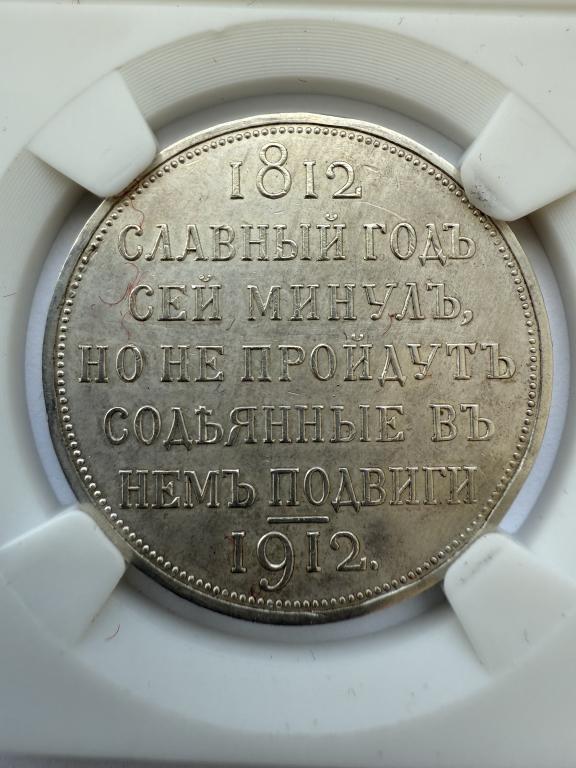 1812
СЛАВНЫЙ ГОДЪ
СЕЙ МИНУЛЪ,
НО НЕ ПРОЙДУТЪ
СОДѢЯННЫЕ ВЪ
НЕМЪ ПОДВИГИ
1912.